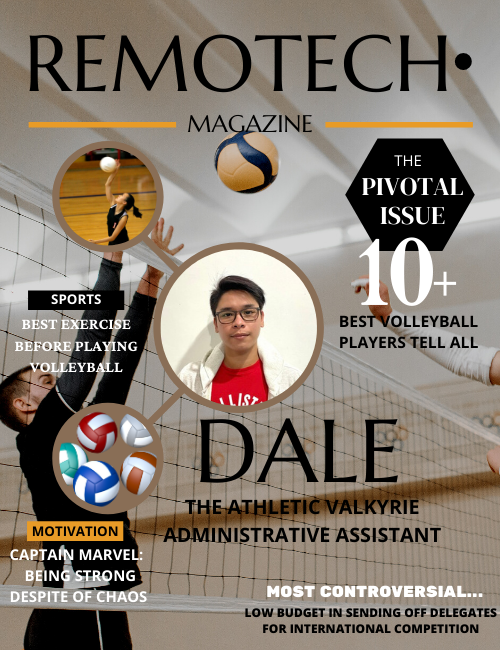 REMOTECH•
MAGAZINE
THE
PIVOTAL
ISSUE
10+
BEST VOLLEYBALL
PLAYERS TELL ALL
SPORTS
BEST EXERCISE
BEFORE PLAYING
VOLLEYBALL
DALE
THE ATHLETIC VALKYRIE
ADMINISTRATIVE ASSISTANT
MOTIVATION
CAPTAIN MARVEL:
BEING STRONG
DESPITE OF CHAOS
MOST CONTROVERSIAL...
LOW BUDGET IN SENDING OFF DELEGATES
FOR INTERNATIONAL COMPETITION